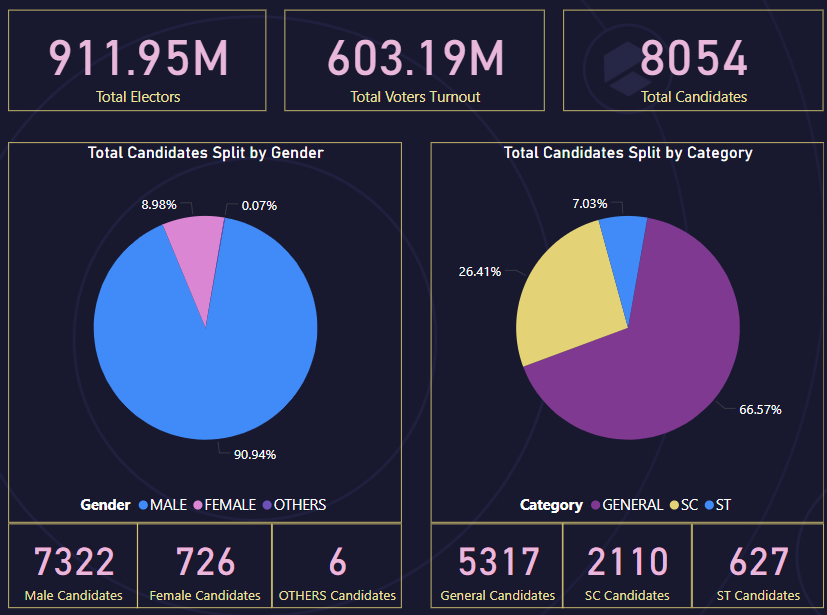 911.95M
Total Electors
603.19M
Total Voters Turnout
8054
Total Candidates
Total Candidates Split by Gender
8.98%
0.07%
90.94%
Gender MALE FEMALE OTHERS
7322
Male Candidates
726
Female Candidates
6
OTHERS Candidates
Total Candidates Split by Category
7.03%
26.41%
66.57%
Category GENERAL SC ST
5317
General Candidates
2110
SC Candidates
627
ST Candidates